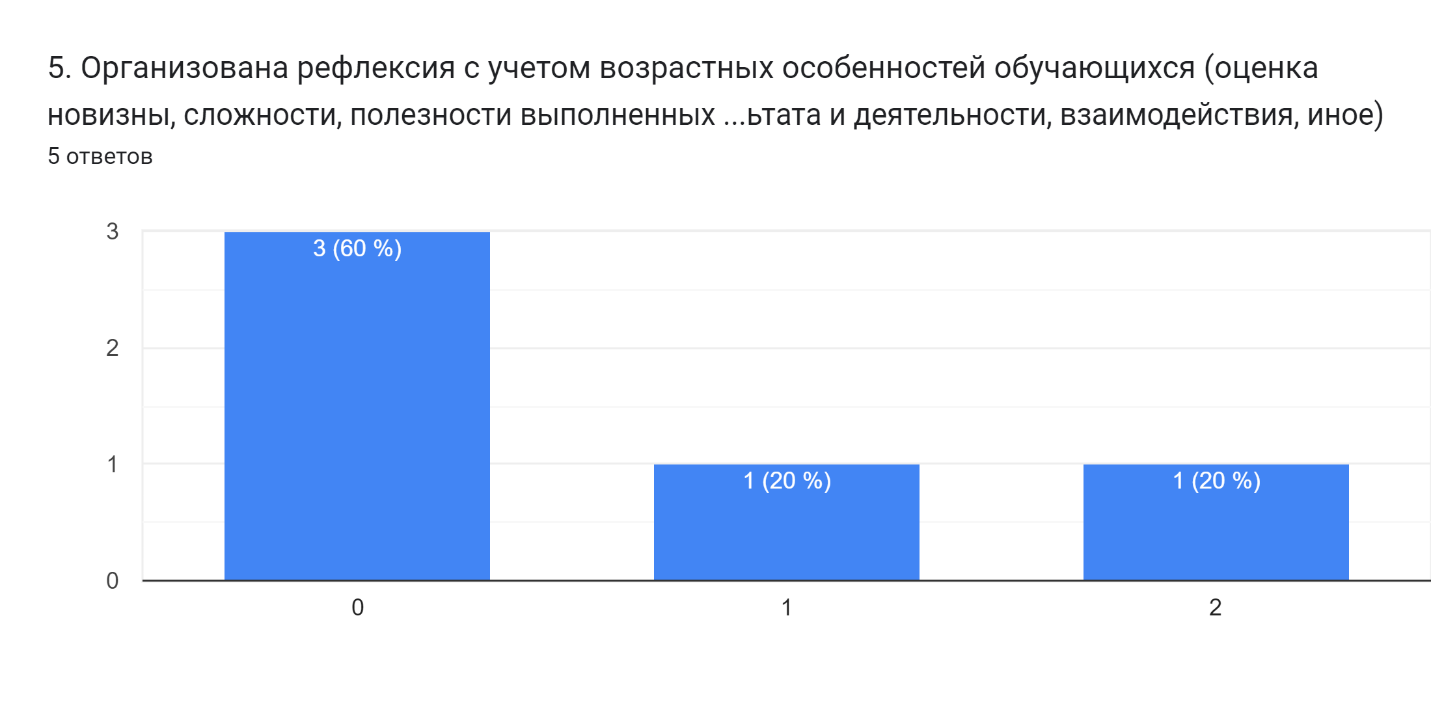 5. Организована рефлексия с учетом возрастных особенностей обучающихся (оценка
новизны, сложности, полезности выполненных ...ьтата и деятельности, взаимодействия, иное)
5 ответов
3
3 (60 %)
2
1
1 (20 %)
1 (20 %)
0
0
1
2